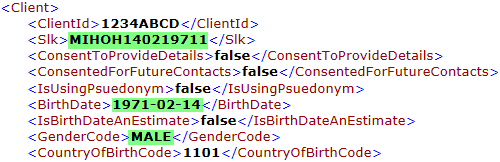 <Client>
<ClientId>1234ABCD</ClientId>
<Slk>MIHOH140219711</Slk>
<ConsentToProvideDetails>false</ConsentToProvideDetails>
<ConsentedForFutureContacts>false</ConsentedForFutureContacts>
<IsUsingPsuedonym>false</IsUsingPsuedonym>
<BirthDate>1971-02-14</BirthDate>
<IsBirthDateAnEstimate>false</IsBirthDateAnEstimate>
<GenderCode>MALE</GenderCode>
<CountryOfBirthCode>1101</CountryOfBirthCode>